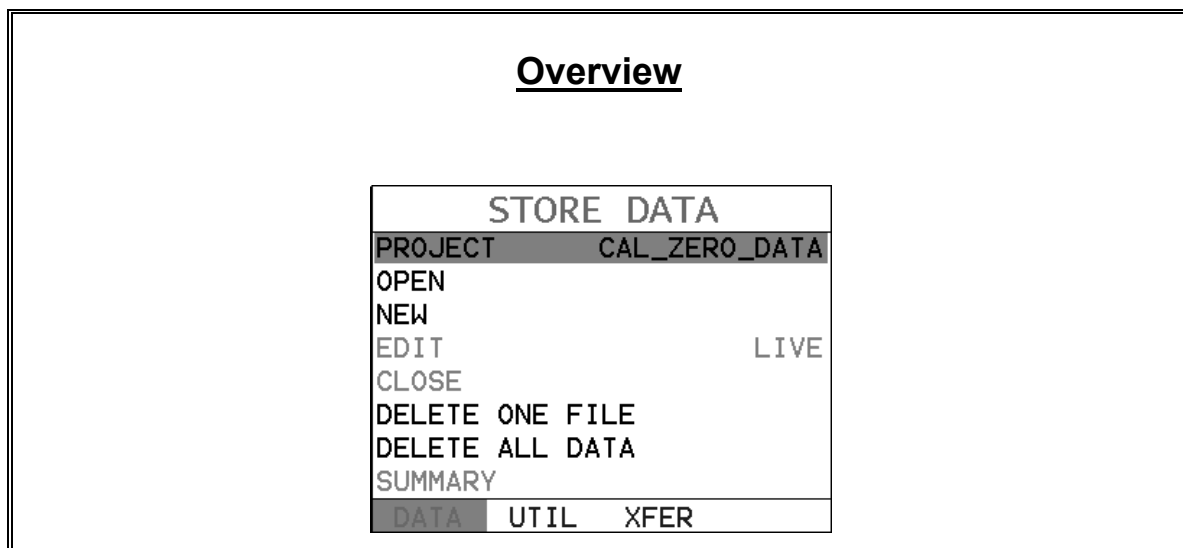 Overview
STORE DATA
PROJECT CAL_ZERO_DATA
OPEN
NEW
EDIT LIVE
CLOSE
DELETE ONE FILE
DELETE ALL DATA
SUMMARY
DATA UTIL XFER